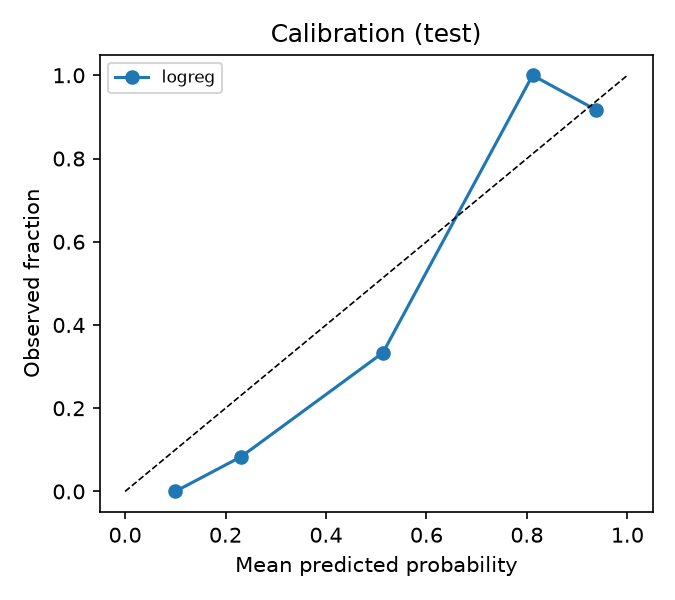 Calibration (test)
logreg
1.0
0.8
0.6
0.4
0.2
0.0
Observed fraction
0.0 0.2 0.4 0.6 0.8 1.0
Mean predicted probability